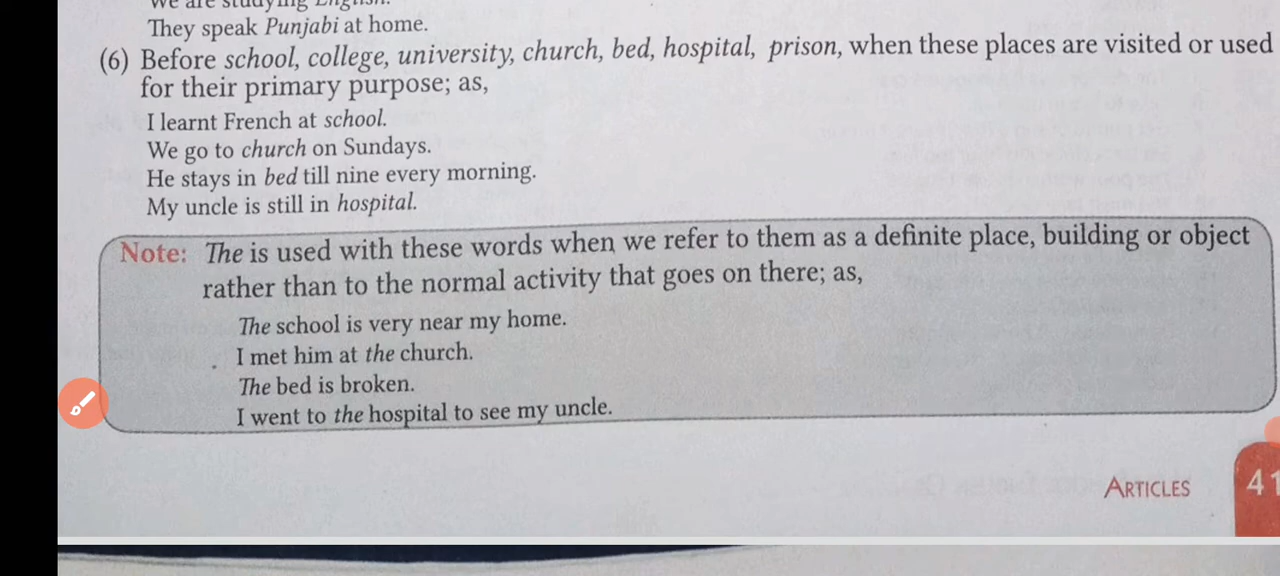 We are studying English.
They speak Punjabi at home.
(6) Before school, college, university, church, bed, hospital, prison, when these places are visited or used
for their primary purpose; as,
I learnt French at school.
We go to church on Sundays.
He stays in bed till nine every morning.
My uncle is still in hospital.
Note: The is used with these words when we refer to them as a definite place, building or object
rather than to the normal activity that goes on there; as,
The school is very near my home.
I met him at the church.
The bed is broken.
I went to the hospital to see my uncle.
ARTICLES 41